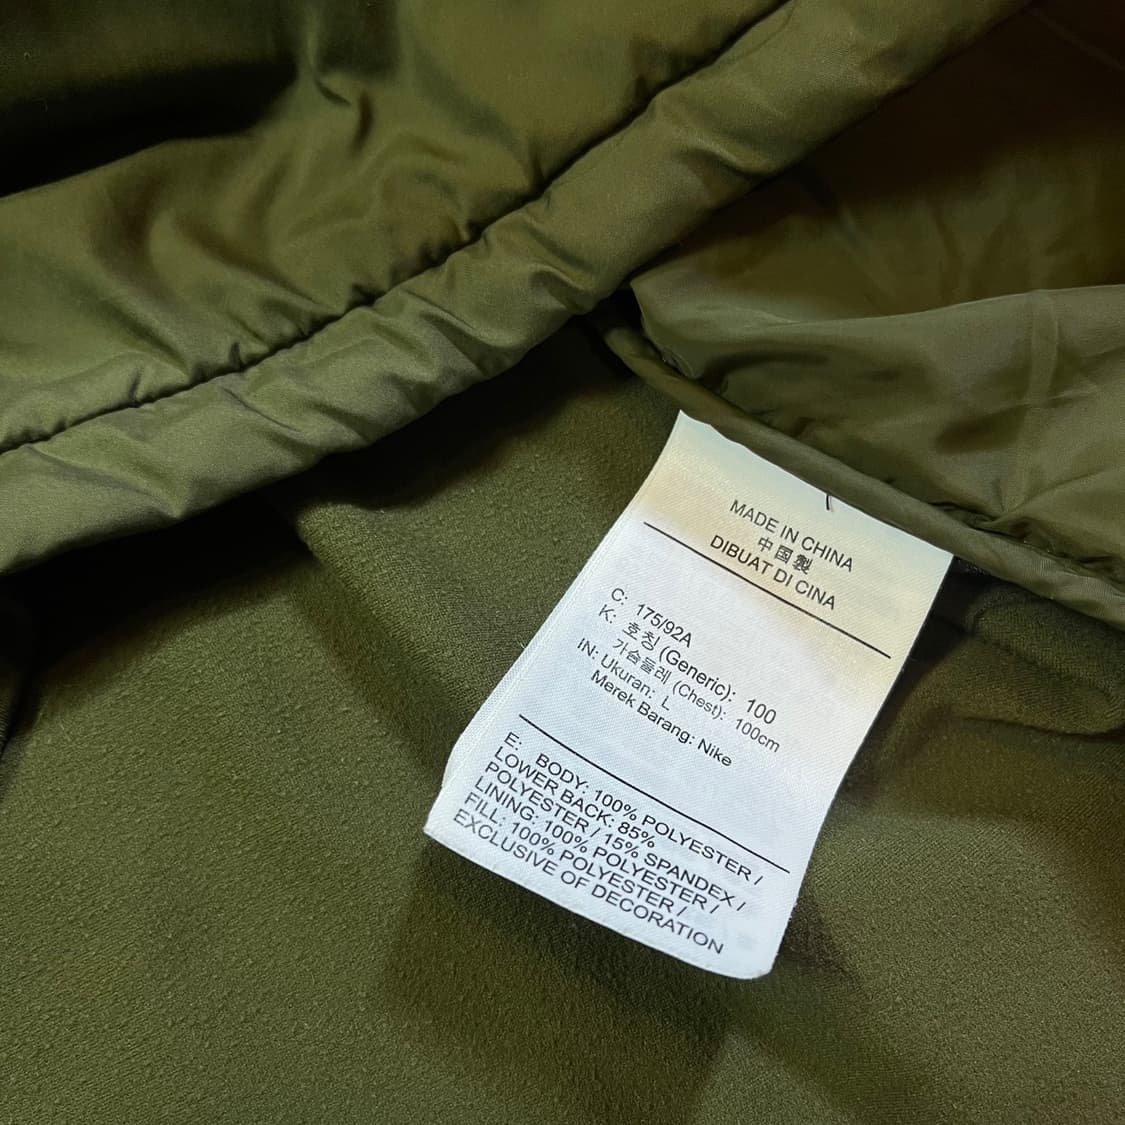 MADE IN CHINA
中国製
DIBUAT DI CINA
C: 175/92A
K: 호칭 (Generic): 100
가슴둘레 (Chest): 100cm
IN: Ukuran: L
Merek Barang: Nike
E: BODY: 100% POLYESTER /
LOWER BACK: 85%
POLYESTER / 15% SPANDEX /
LINING: 100% POLYESTER /
FILL: 100% POLYESTER /
EXCLUSIVE OF DECORATION